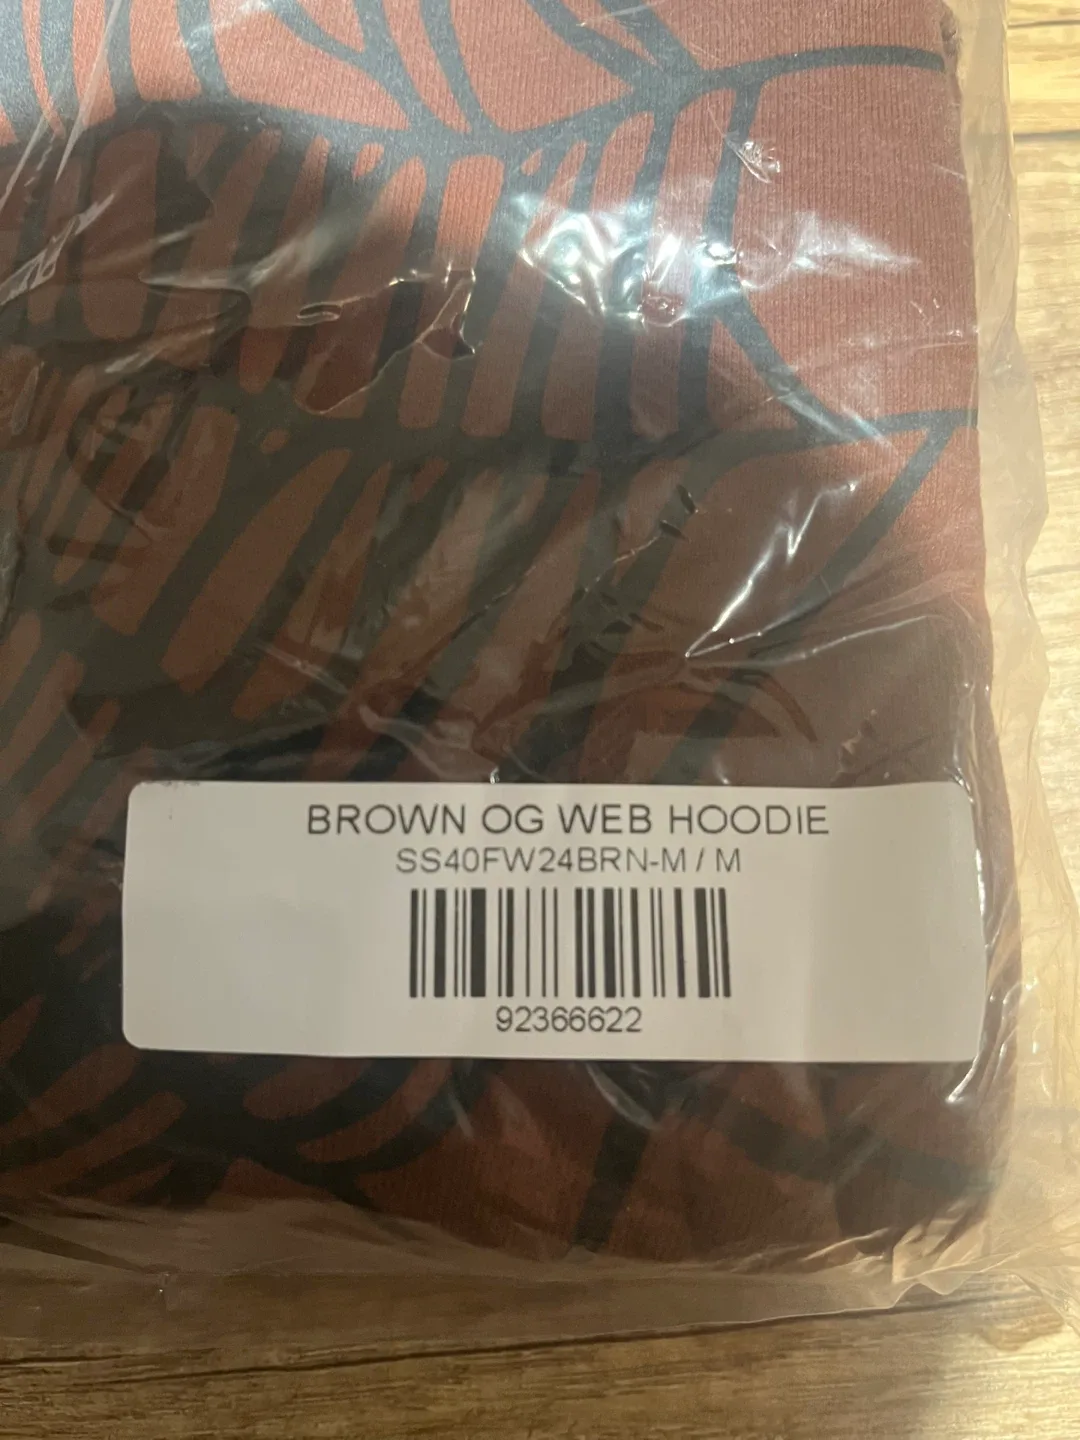 BROWN OG WEB HOODIE
SS40FW24BRN-M / M
92366622